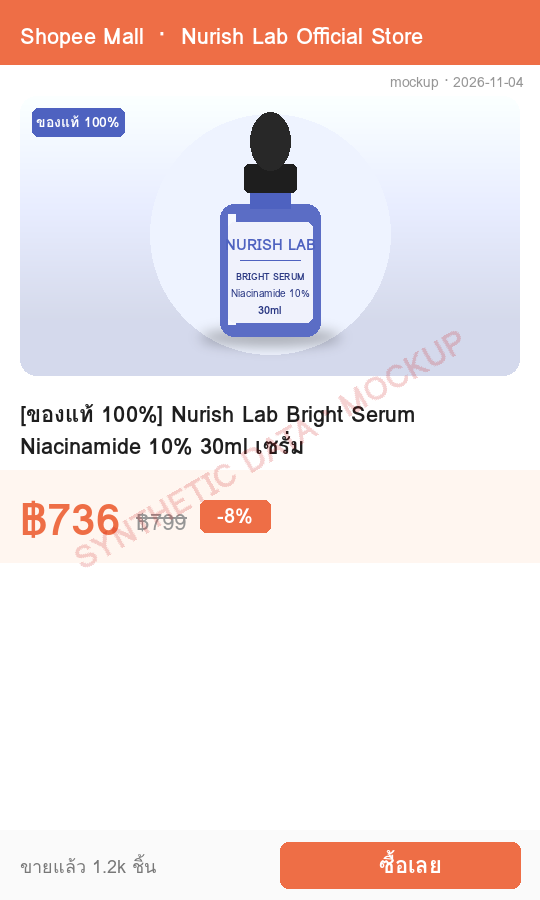 Shopee Mall · Nurish Lab Official Store
mockup · 2026-11-04
ของแท้ 100%
NURISH LAB
BRIGHT SERUM
Niacinamide 10%
30ml
[ของแท้ 100%] Nurish Lab Bright Serum
Niacinamide 10% 30ml เซรั่ม
฿736 ฿799 -8%
SYNTHETIC DATA · MOCKUP
ขายแล้ว 1.2k ชิ้น
ซื้อเลย